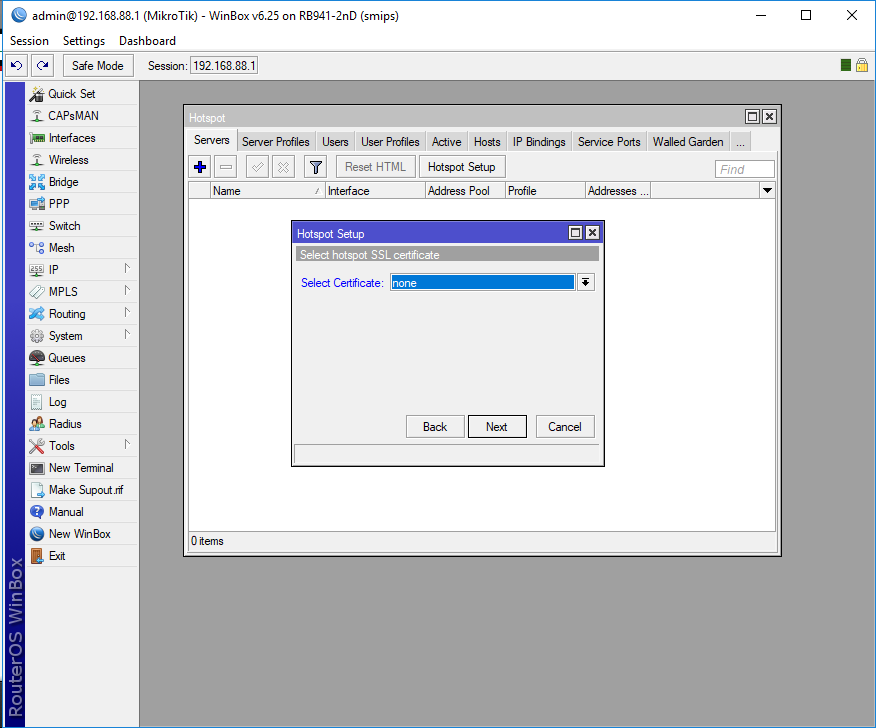 admin@192.168.88.1 (MikroTik) - WinBox v6.25 on RB941-2nD (smips)
Session Settings Dashboard
Safe Mode Session: 192.168.88.1
Quick Set
CAPsMAN
Interfaces
Wireless
Bridge
PPP
Switch
Mesh
255 IP
MPLS
Routing
System
Queues
Files
Log
Radius
Tools
New Terminal
Make Supout.rif
Manual
New WinBox
Exit
RouterOS WinBox
Hotspot
Servers Server Profiles Users User Profiles Active Hosts IP Bindings Service Ports Walled Garden ...
Reset HTML Hotspot Setup Find
Name Interface Address Pool Profile Addresses ...
Hotspot Setup
Select hotspot SSL certificate
Select Certificate: none
Back Next Cancel
0 items